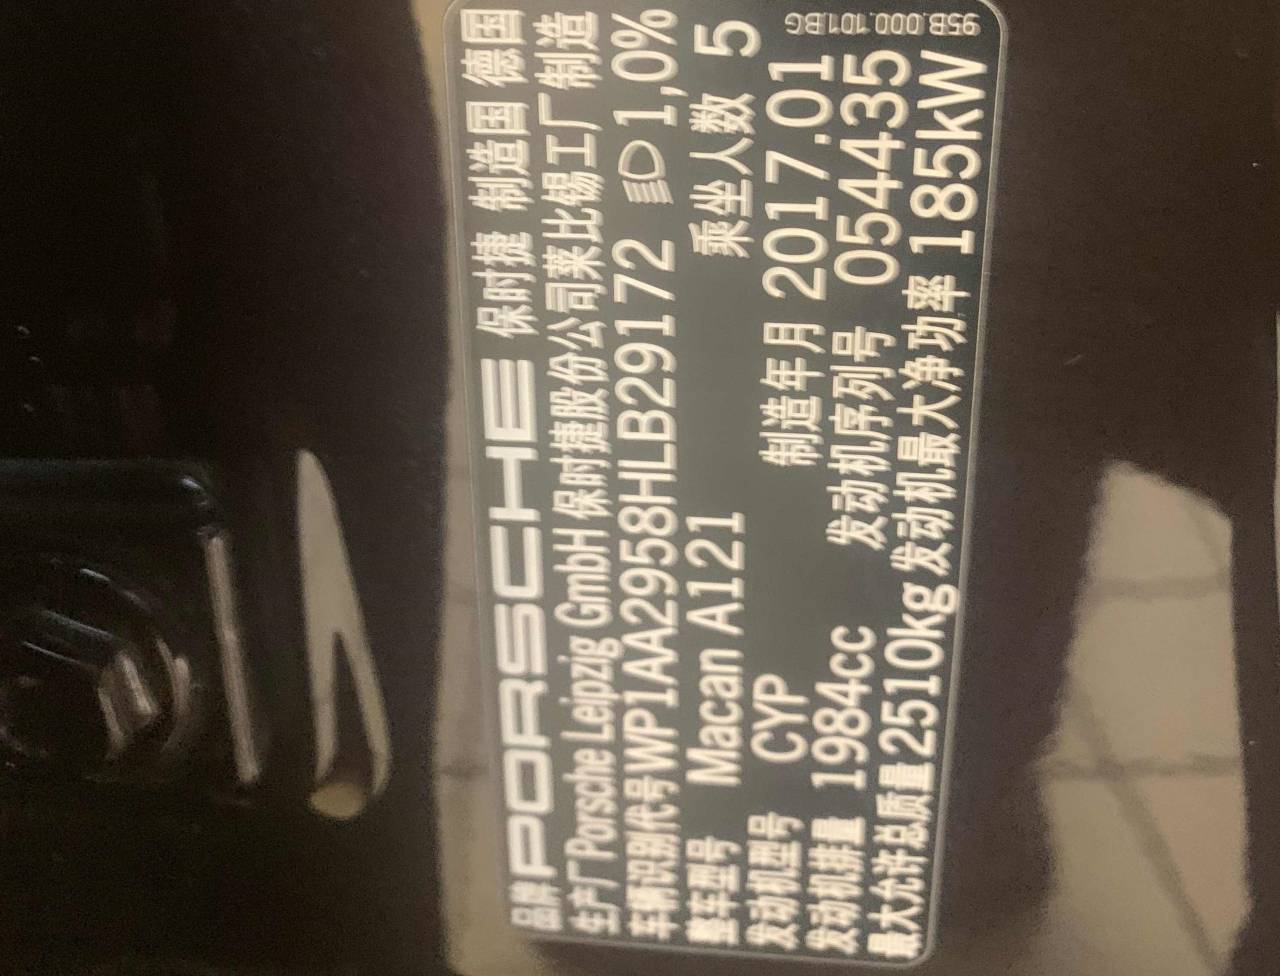 品牌 PORSCHE 保时捷 制造国 德国
生产厂 Porsche Leipzig GmbH 保时捷股份公司莱比锡工厂制造
车辆识别代号 WP1AA2958HLB29172 1,0%
整车型号 Macan A121 乘坐人数 5
发动机型号 CYP 制造年月 2017.01
发动机排量 1984cc 发动机序列号 054435
最大允许总质量 2510kg 发动机最大净功率 185kW
95B.000.101.BG